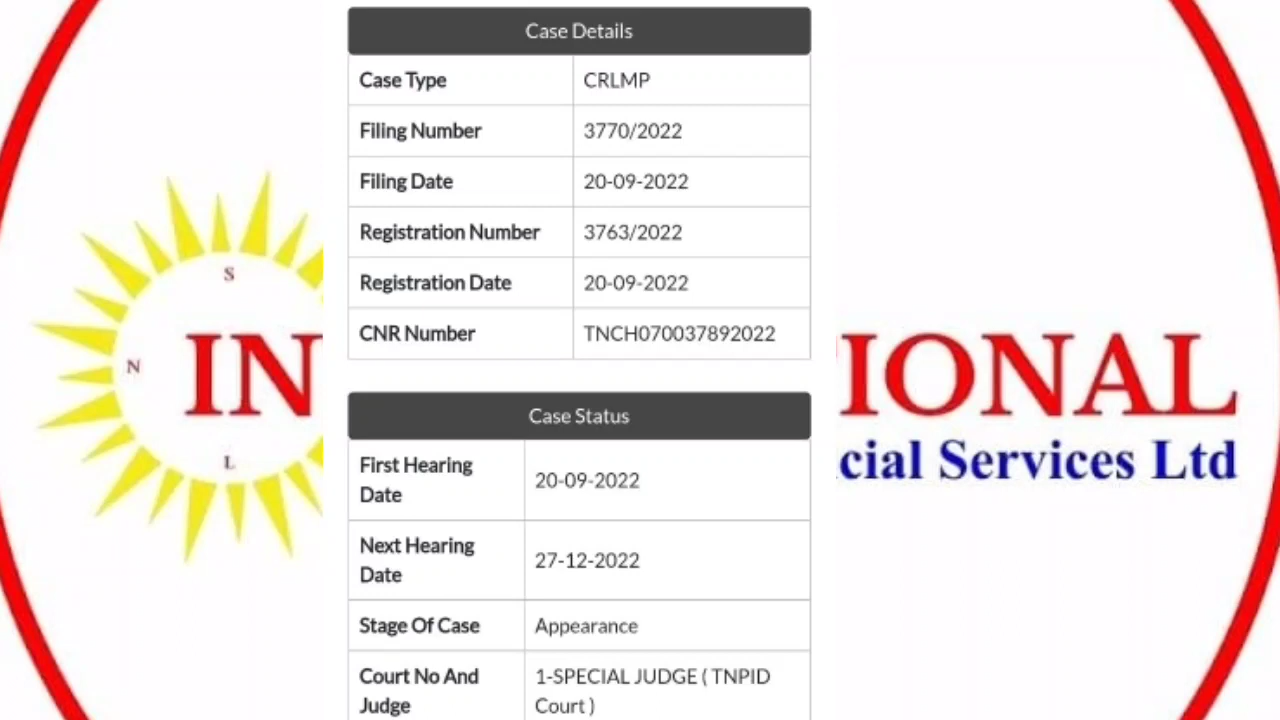 Case Details
Case Type CRLMP
Filing Number 3770/2022
Filing Date 20-09-2022
Registration Number 3763/2022
Registration Date 20-09-2022
CNR Number TNCH070037892022
Case Status
First Hearing
Date
20-09-2022
Next Hearing
Date
27-12-2022
Stage Of Case Appearance
Court No And
Judge
1-SPECIAL JUDGE ( TNPID
Court )
S
N
L
IN
IONAL
cial Services Ltd